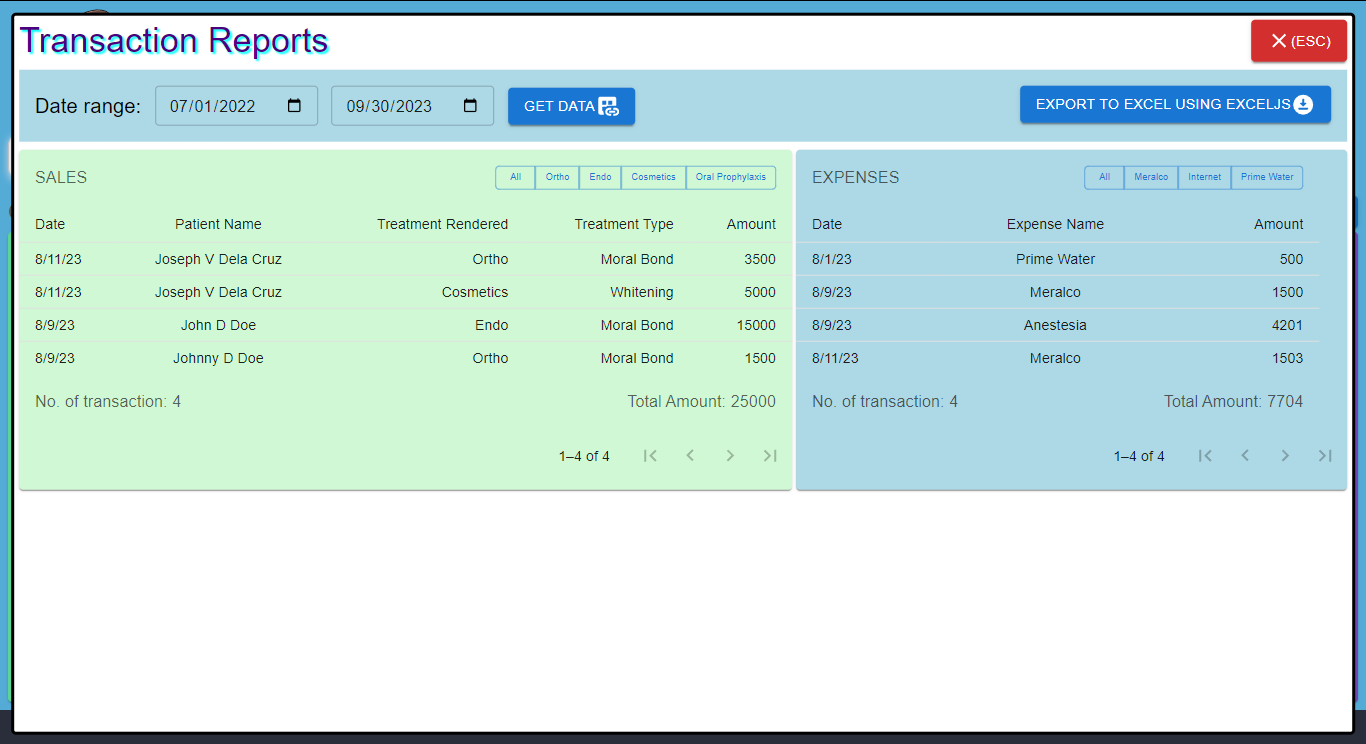 Transaction Reports
(ESC)
Date range: 07/01/2022 09/30/2023 GET DATA EXPORT TO EXCEL USING EXCELJS
SALES All Ortho Endo Cosmetics Oral Prophylaxis
Date Patient Name Treatment Rendered Treatment Type Amount
8/11/23 Joseph V Dela Cruz Ortho Moral Bond 3500
8/11/23 Joseph V Dela Cruz Cosmetics Whitening 5000
8/9/23 John D Doe Endo Moral Bond 15000
8/9/23 Johnny D Doe Ortho Moral Bond 1500
No. of transaction: 4 Total Amount: 25000
1–4 of 4
EXPENSES All Meralco Internet Prime Water
Date Expense Name Amount
8/1/23 Prime Water 500
8/9/23 Meralco 1500
8/9/23 Anestesia 4201
8/11/23 Meralco 1503
No. of transaction: 4 Total Amount: 7704
1–4 of 4